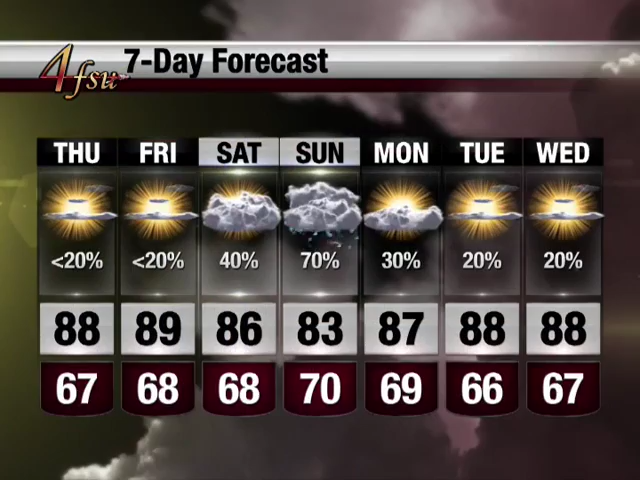 4fsu 7-Day Forecast
THU FRI SAT SUN MON TUE WED
<20% <20% 40% 70% 30% 20% 20%
88 89 86 83 87 88 88
67 68 68 70 69 66 67